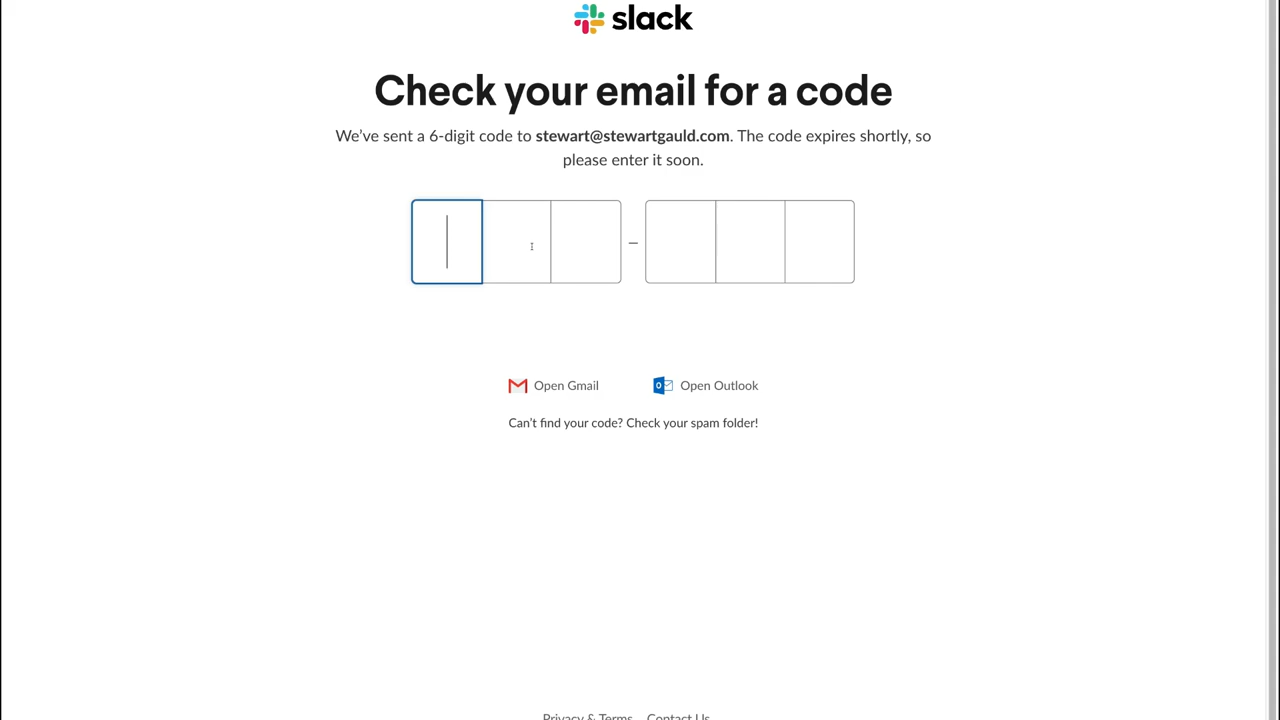 slack
Check your email for a code
We’ve sent a 6-digit code to stewart@stewartgauld.com. The code expires shortly, so
please enter it soon.
–
Open Gmail
Open Outlook
Can’t find your code? Check your spam folder!
Privacy & Terms
Contact Us